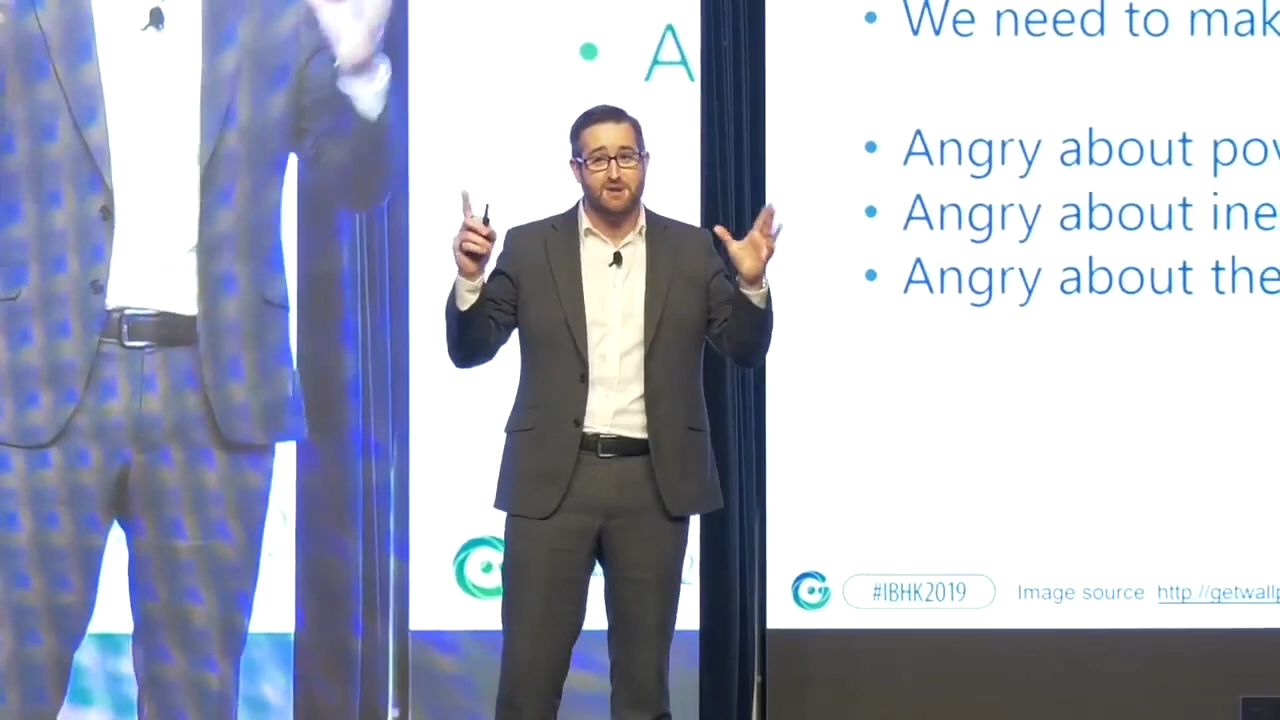 A
We need to mak
Angry about pov
Angry about ine
Angry about the
#IBHK2019
Image source http://getwallp